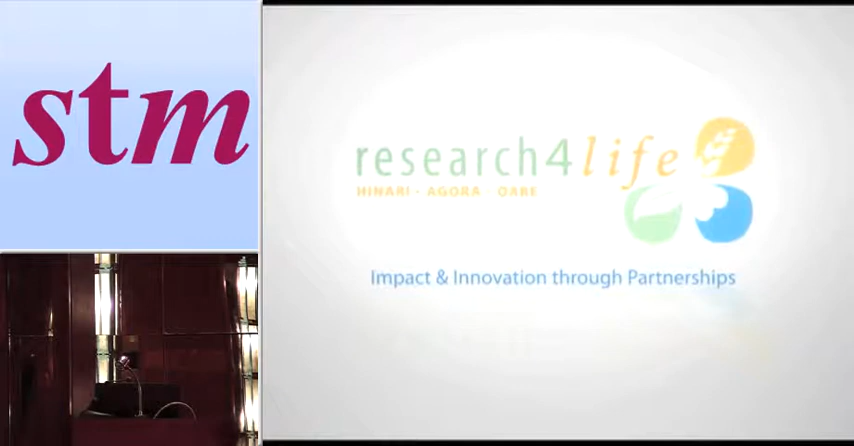 stm
research4life
HINARI - AGORA - OARE
Impact & Innovation through Partnerships